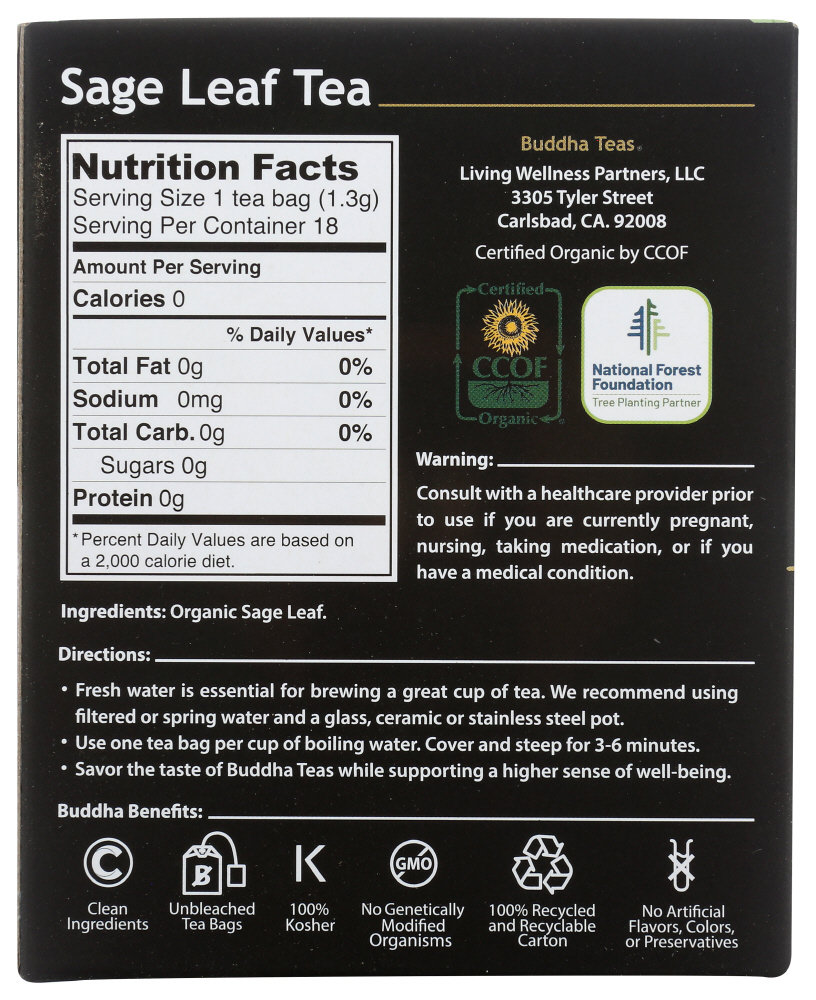 Sage Leaf Tea
Nutrition Facts
Serving Size 1 tea bag (1.3g)
Serving Per Container 18
Amount Per Serving
Calories 0
% Daily Values*
Total Fat 0g 0%
Sodium 0mg 0%
Total Carb. 0g 0%
Sugars 0g
Protein 0g
* Percent Daily Values are based on
a 2,000 calorie diet.
Buddha Teas®
Living Wellness Partners, LLC
3305 Tyler Street
Carlsbad, CA. 92008
Certified Organic by CCOF
Certified
CCOF
Organic
National Forest
Foundation
Tree Planting Partner
Warning:
Consult with a healthcare provider prior
to use if you are currently pregnant,
nursing, taking medication, or if you
have a medical condition.
Ingredients: Organic Sage Leaf.
Directions:
• Fresh water is essential for brewing a great cup of tea. We recommend using
filtered or spring water and a glass, ceramic or stainless steel pot.
• Use one tea bag per cup of boiling water. Cover and steep for 3-6 minutes.
• Savor the taste of Buddha Teas while supporting a higher sense of well-being.
Buddha Benefits:
C
B
K
GMO
Clean
Ingredients
Unbleached
Tea Bags
100%
Kosher
No Genetically
Modified
Organisms
100% Recycled
and Recyclable
Carton
No Artificial
Flavors, Colors,
or Preservatives